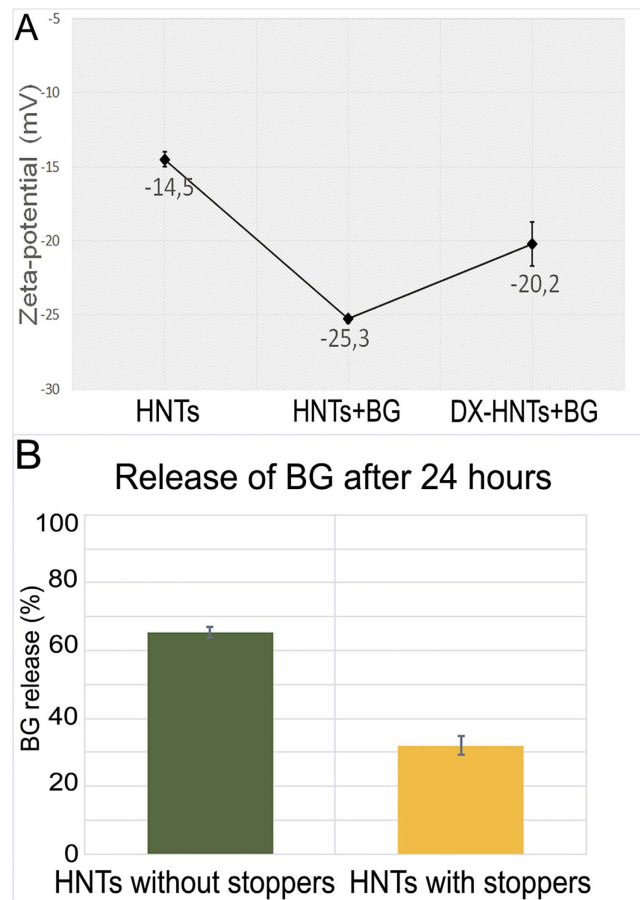 A
Zeta-potential (mV)
-5
-10
-15
-20
-25
-30
-14,5
-25,3
-20,2
HNTs
HNTs+BG
DX-HNTs+BG
B
Release of BG after 24 hours
BG release (%)
100
80
60
40
20
0
HNTs without stoppers
HNTs with stoppers